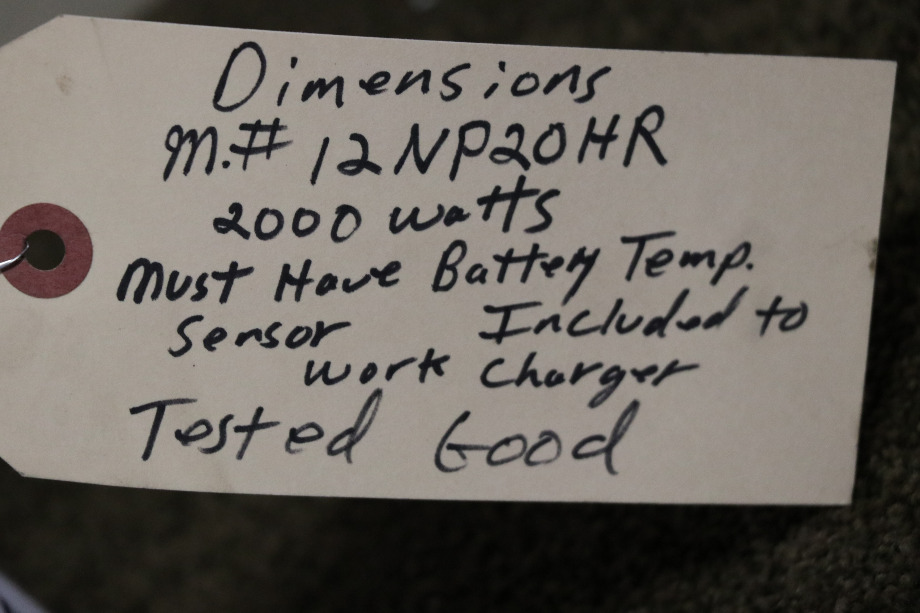 Dimensions
M.# 12NP20HR
2000 watts
Must Have Battery Temp.
Sensor Included to
work Charger
Tested Good